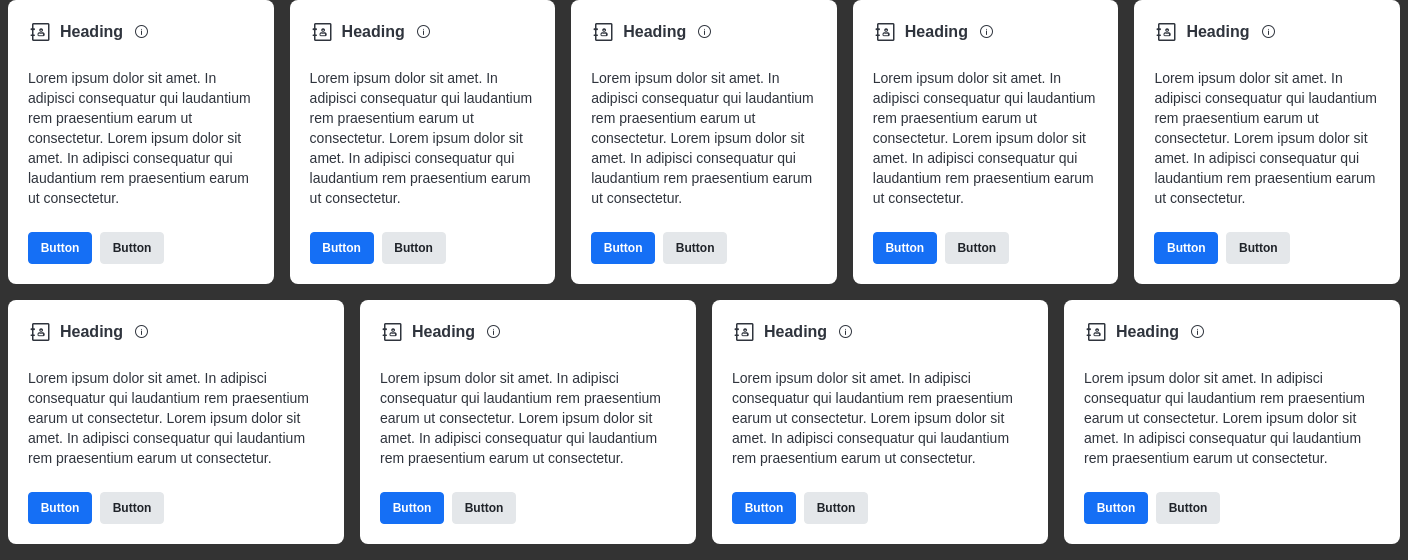 Heading
Lorem ipsum dolor sit amet. In
adipisci consequatur qui laudantium
rem praesentium earum ut
consectetur. Lorem ipsum dolor sit
amet. In adipisci consequatur qui
laudantium rem praesentium earum
ut consectetur.
Button Button
Heading
Lorem ipsum dolor sit amet. In
adipisci consequatur qui laudantium
rem praesentium earum ut
consectetur. Lorem ipsum dolor sit
amet. In adipisci consequatur qui
laudantium rem praesentium earum
ut consectetur.
Button Button
Heading
Lorem ipsum dolor sit amet. In
adipisci consequatur qui laudantium
rem praesentium earum ut
consectetur. Lorem ipsum dolor sit
amet. In adipisci consequatur qui
laudantium rem praesentium earum
ut consectetur.
Button Button
Heading
Lorem ipsum dolor sit amet. In
adipisci consequatur qui laudantium
rem praesentium earum ut
consectetur. Lorem ipsum dolor sit
amet. In adipisci consequatur qui
laudantium rem praesentium earum
ut consectetur.
Button Button
Heading
Lorem ipsum dolor sit amet. In
adipisci consequatur qui laudantium
rem praesentium earum ut
consectetur. Lorem ipsum dolor sit
amet. In adipisci consequatur qui
laudantium rem praesentium earum
ut consectetur.
Button Button
Heading
Lorem ipsum dolor sit amet. In adipisci
consequatur qui laudantium rem praesentium
earum ut consectetur. Lorem ipsum dolor sit
amet. In adipisci consequatur qui laudantium
rem praesentium earum ut consectetur.
Button Button
Heading
Lorem ipsum dolor sit amet. In adipisci
consequatur qui laudantium rem praesentium
earum ut consectetur. Lorem ipsum dolor sit
amet. In adipisci consequatur qui laudantium
rem praesentium earum ut consectetur.
Button Button
Heading
Lorem ipsum dolor sit amet. In adipisci
consequatur qui laudantium rem praesentium
earum ut consectetur. Lorem ipsum dolor sit
amet. In adipisci consequatur qui laudantium
rem praesentium earum ut consectetur.
Button Button
Heading
Lorem ipsum dolor sit amet. In adipisci
consequatur qui laudantium rem praesentium
earum ut consectetur. Lorem ipsum dolor sit
amet. In adipisci consequatur qui laudantium
rem praesentium earum ut consectetur.
Button Button